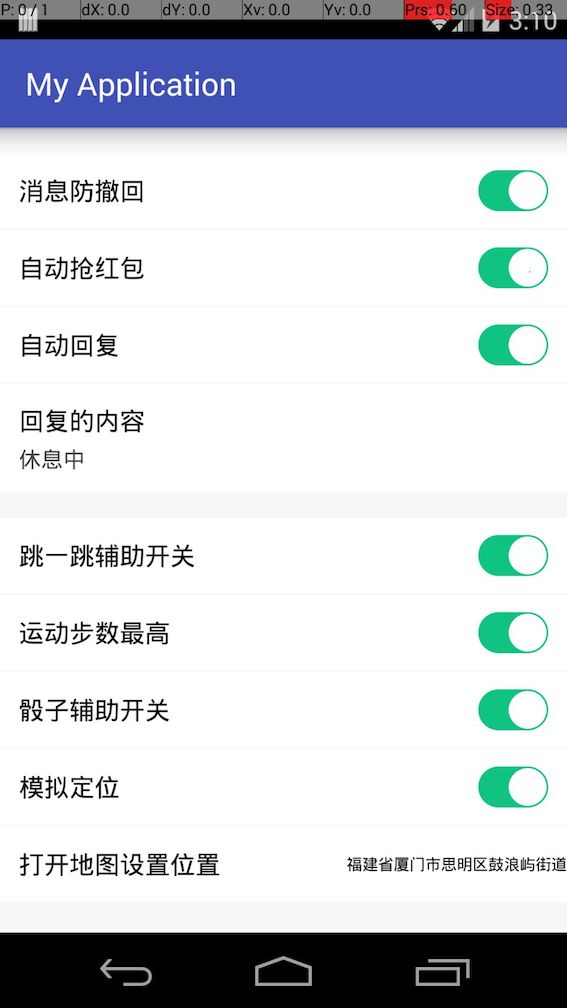 P: 0 / 1 dX: 0.0 dY: 0.0 Xv: 0.0 Yv: 0.0 Prs: 0.60 Size: 0.33
3:10
My Application
消息防撤回
自动抢红包
自动回复
回复的内容
休息中
跳一跳辅助开关
运动步数最高
骰子辅助开关
模拟定位
打开地图设置位置 福建省厦门市思明区鼓浪屿街道